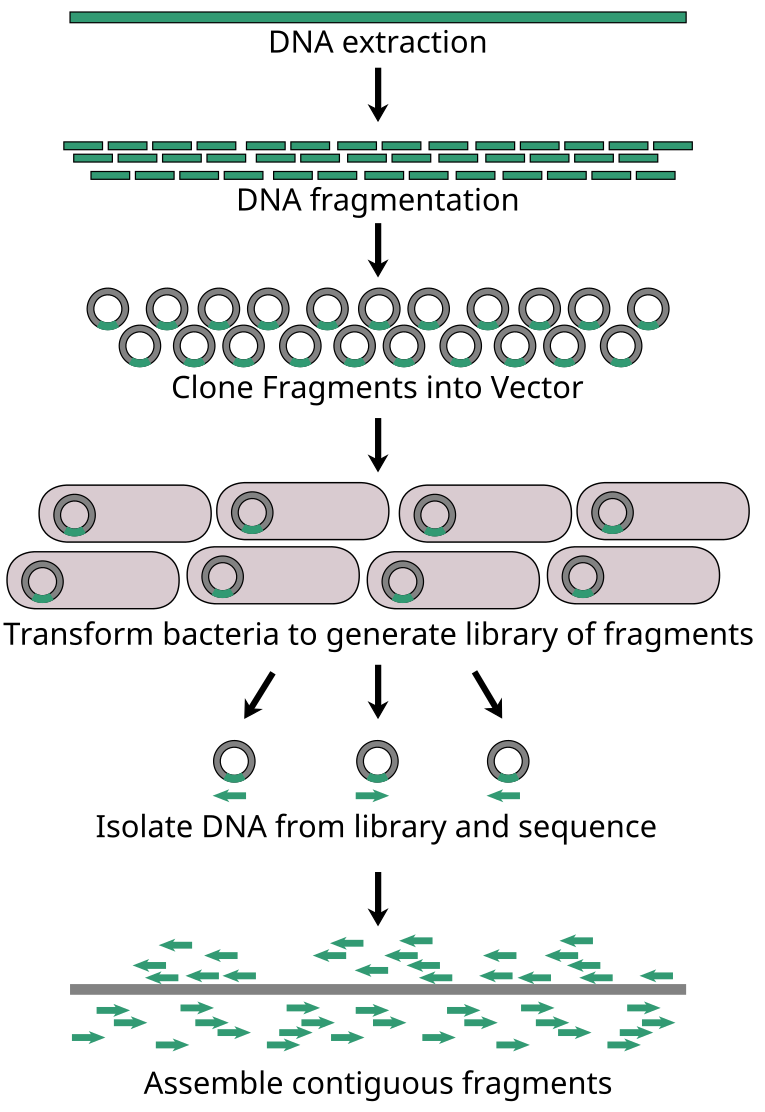 DNA extraction
DNA fragmentation
Clone Fragments into Vector
Transform bacteria to generate library of fragments
Isolate DNA from library and sequence
Assemble contiguous fragments